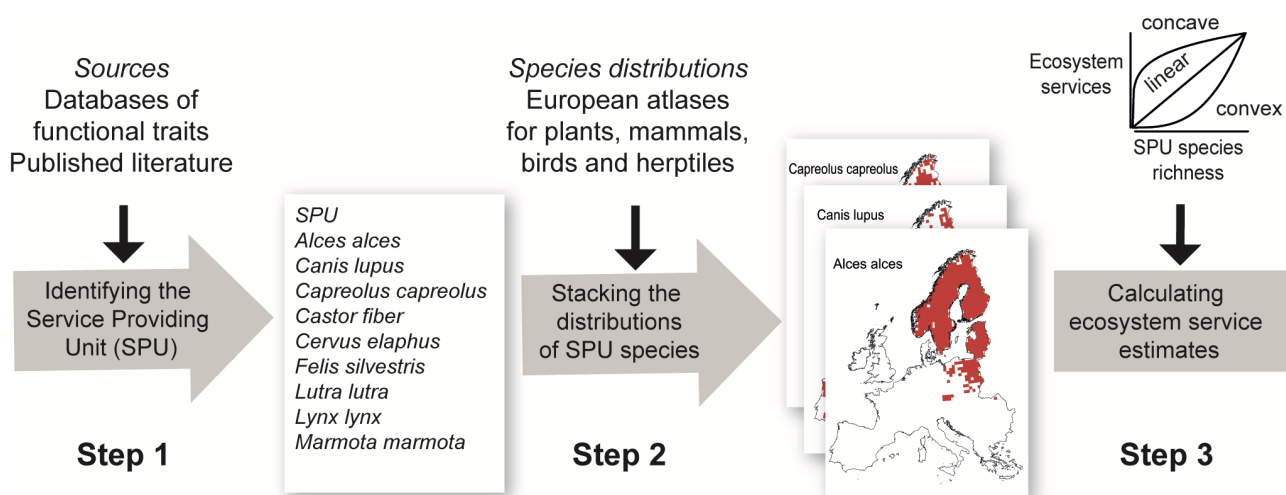 Sources
Databases of
functional traits
Published literature
Identifying the
Service Providing
Unit (SPU)
Step 1
SPU
Alces alces
Canis lupus
Capreolus capreolus
Castor fiber
Cervus elaphus
Felis silvestris
Lutra lutra
Lynx lynx
Marmota marmota
Species distributions
European atlases
for plants, mammals,
birds and herptiles
Stacking the
distributions
of SPU species
Step 2
Capreolus capreolus
Canis lupus
Alces alces
concave
Ecosystem
services
linear
convex
SPU species
richness
Calculating
ecosystem service
estimates
Step 3